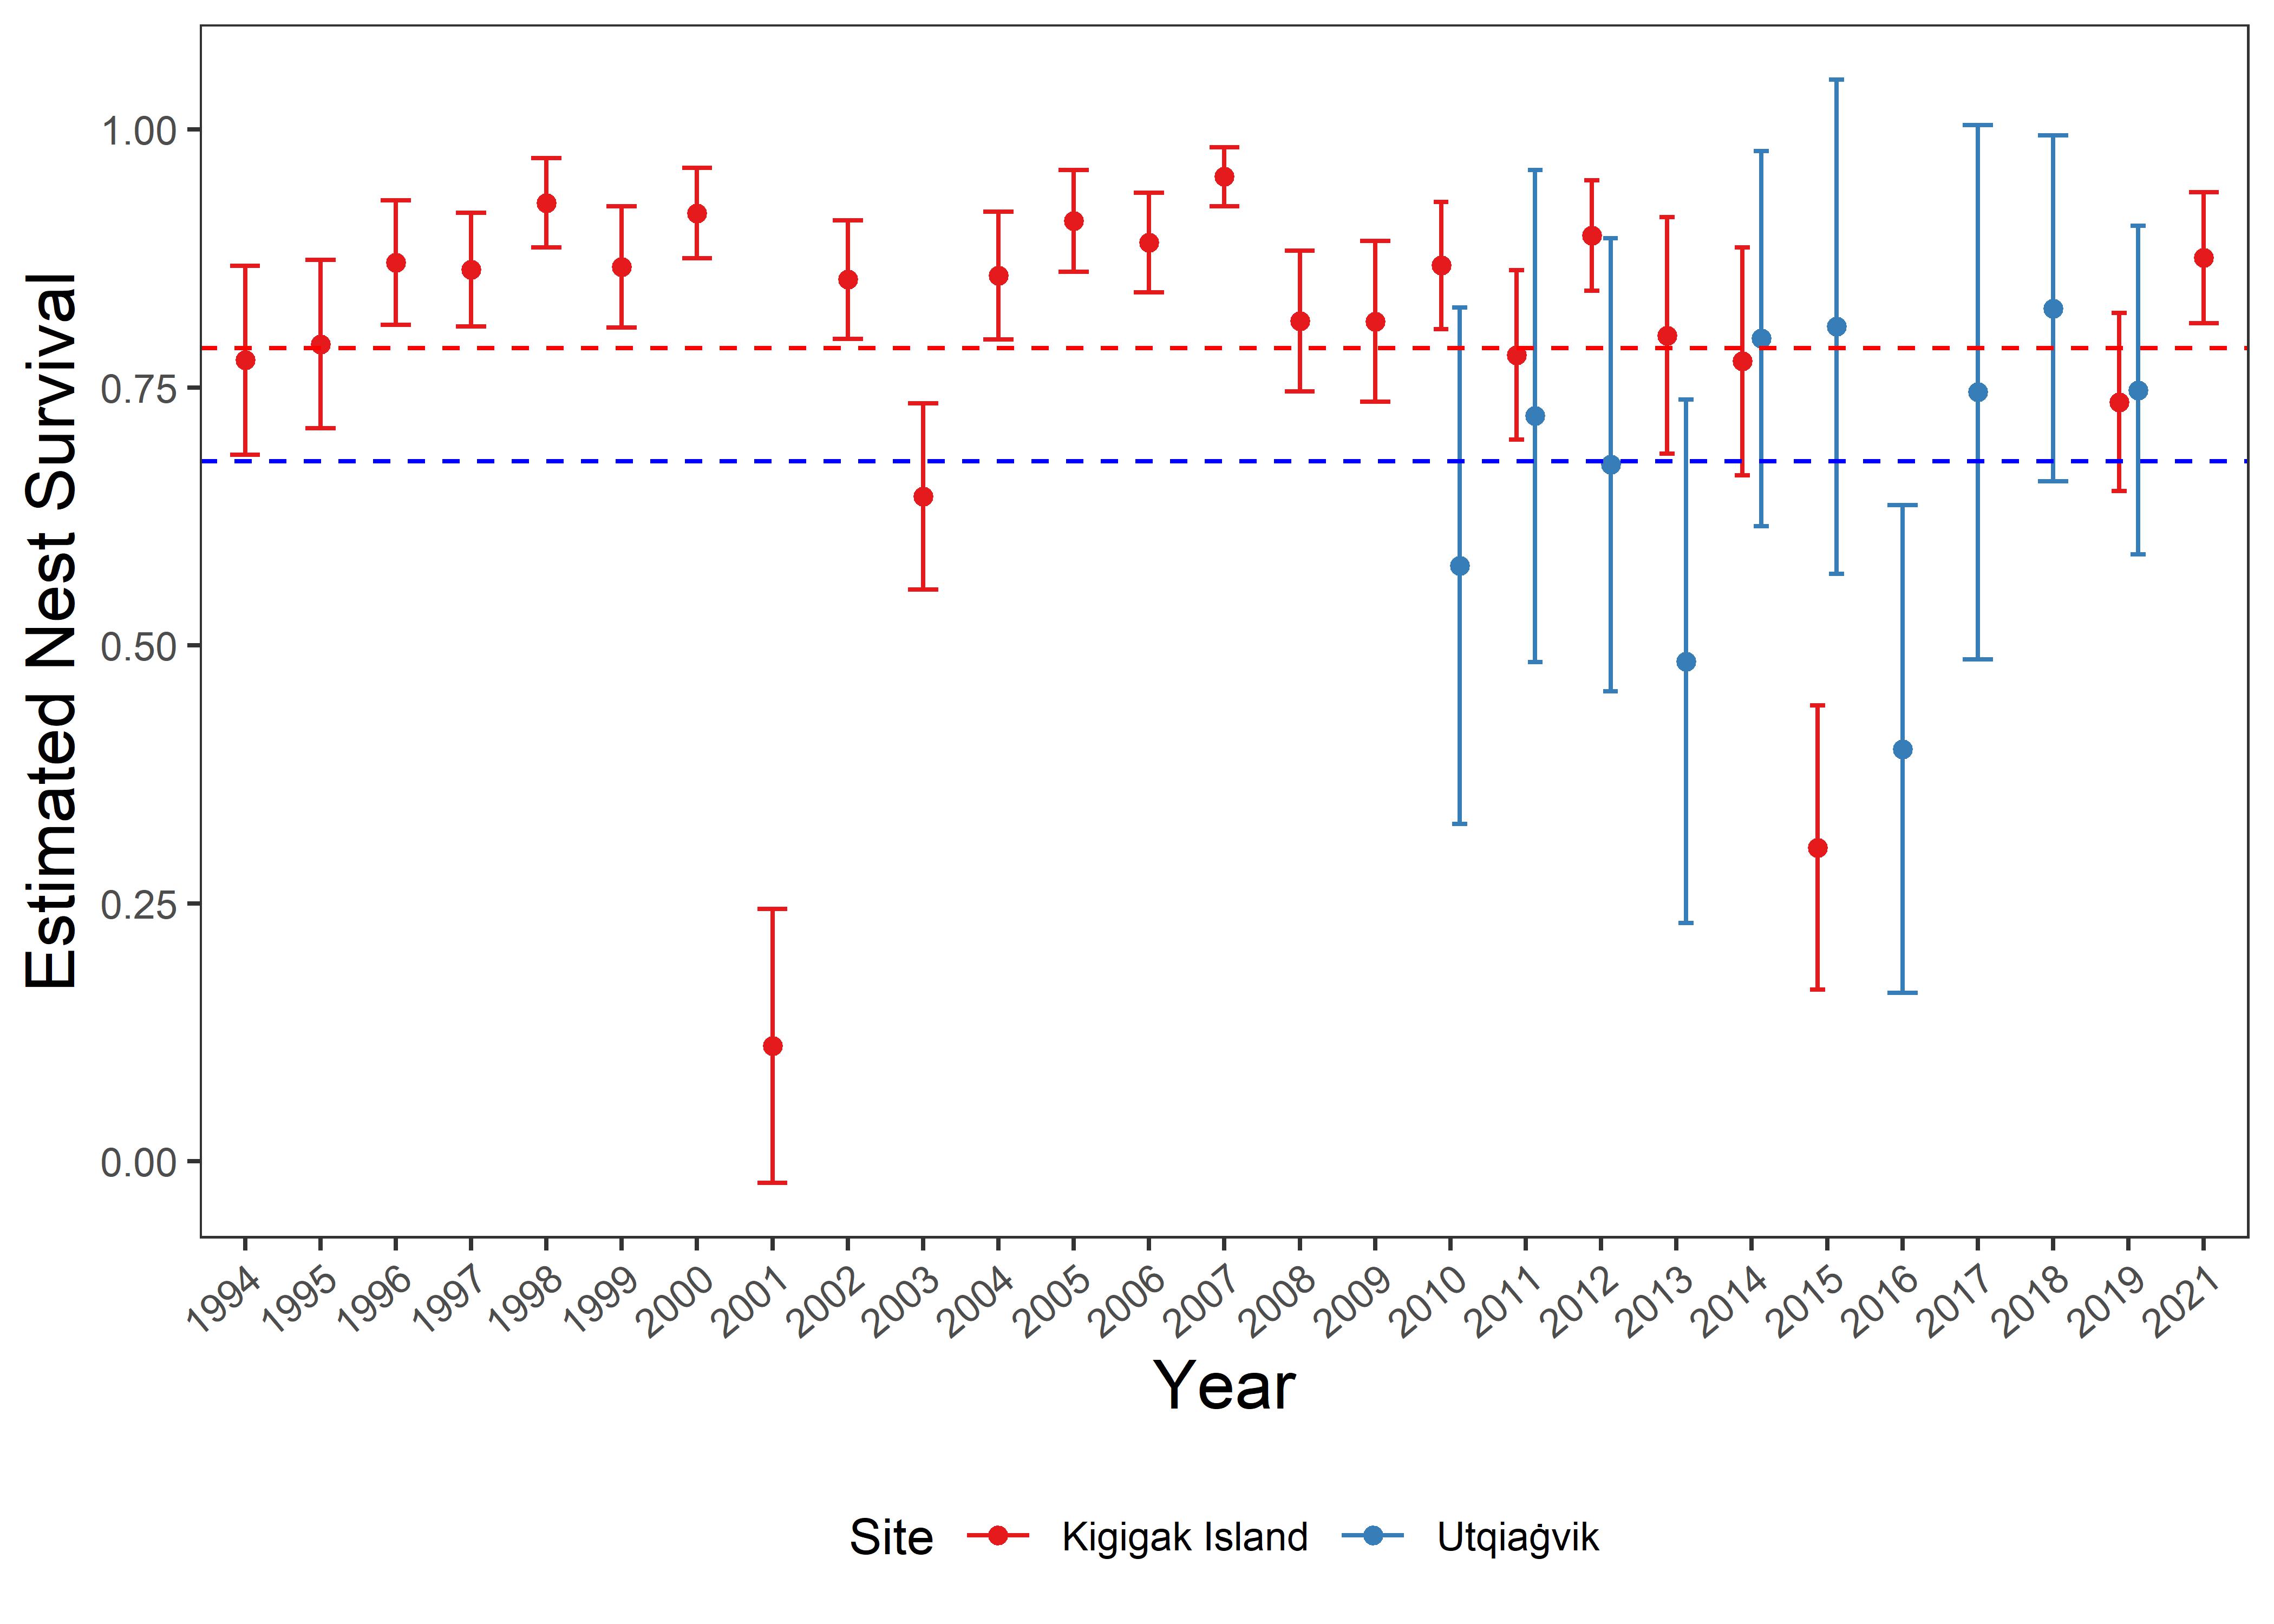 Estimated Nest Survival
1.00
0.75
0.50
0.25
0.00
1994 1995 1996 1997 1998 1999 2000 2001 2002 2003 2004 2005 2006 2007 2008 2009 2010 2011 2012 2013 2014 2015 2016 2017 2018 2019 2021
Year
Site Kigigak Island Utqiaġvik